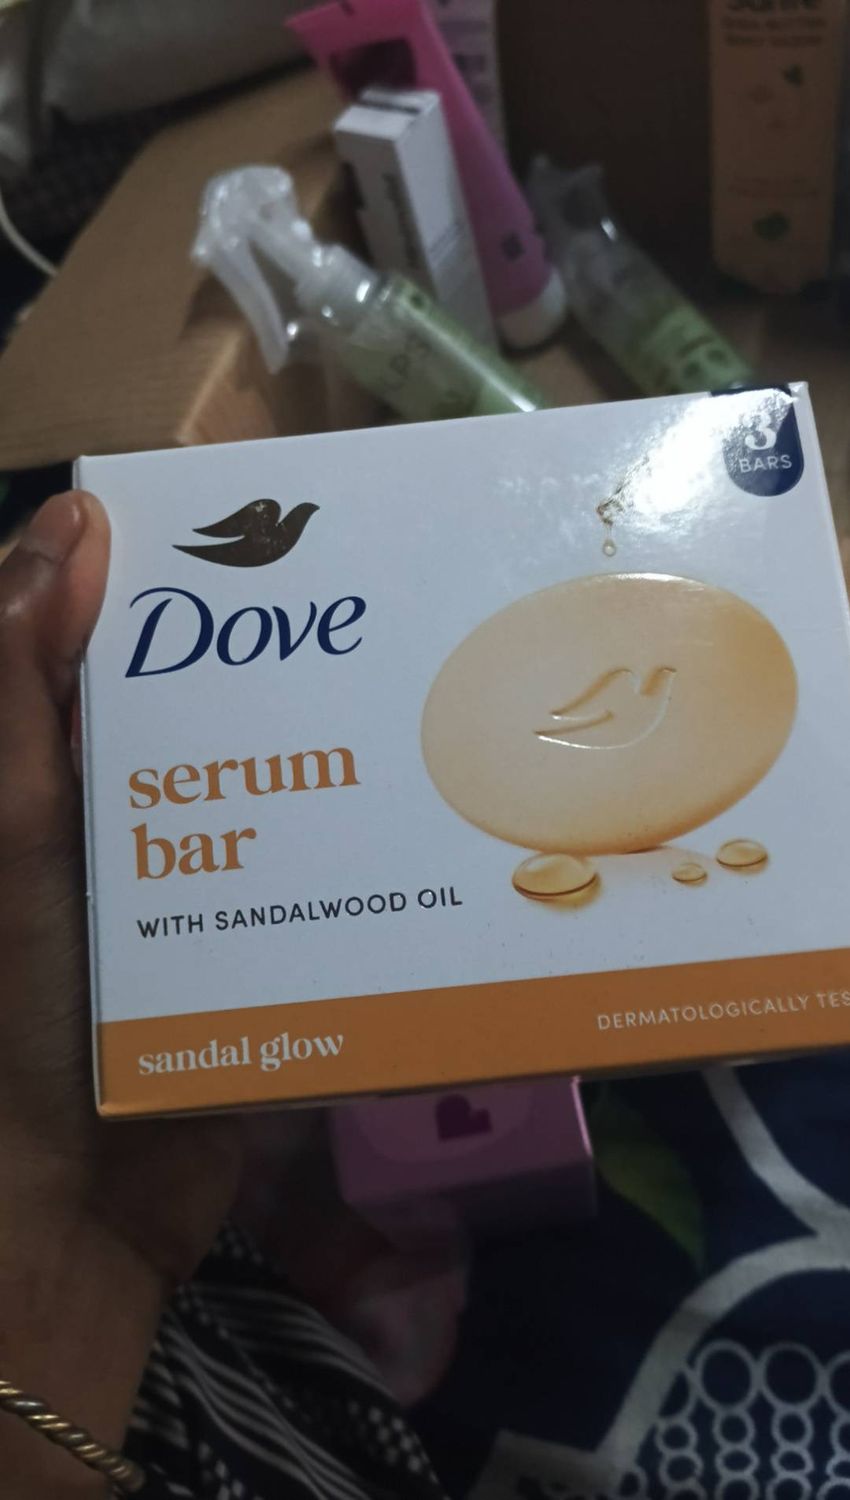 3
BARS
Dove
serum
bar
WITH SANDALWOOD OIL
sandal glow
DERMATOLOGICALLY TES